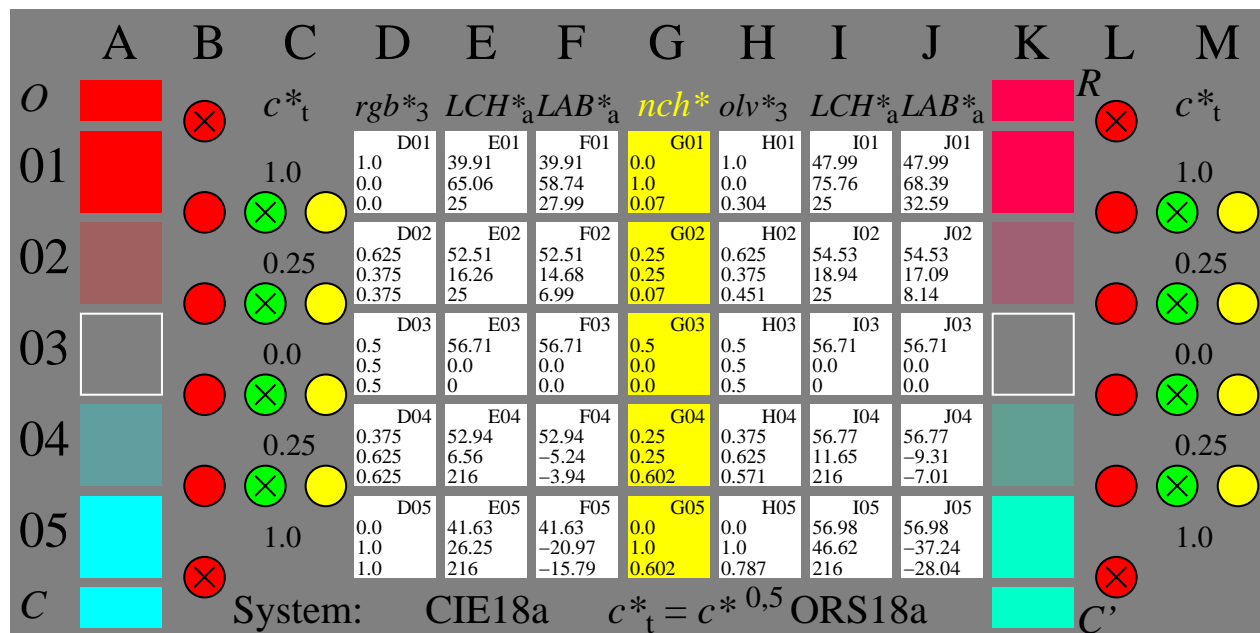 A B C D E F G H I J K L M
O c*t rgb*3 LCH*a LAB*a nch* olv*3 LCH*a LAB*a R c*t
D01 E01 F01 G01 H01 I01 J01
01 1.0 1.0 39.91 39.91 0.0 1.0 47.99 47.99 1.0
0.0 65.06 58.74 1.0 0.0 75.76 68.39
0.0 25 27.99 0.07 0.304 25 32.59
D02 E02 F02 G02 H02 I02 J02
02 0.25 0.625 52.51 52.51 0.25 0.625 54.53 54.53 0.25
0.375 16.26 14.68 0.25 0.375 18.94 17.09
0.375 25 6.99 0.07 0.451 25 8.14
D03 E03 F03 G03 H03 I03 J03
03 0.0 0.5 56.71 56.71 0.5 0.5 56.71 56.71 0.0
0.5 0.0 0.0 0.0 0.5 0.0 0.0
0.5 0 0.0 0.0 0.5 0 0.0
D04 E04 F04 G04 H04 I04 J04
04 0.25 0.375 52.94 52.94 0.25 0.375 56.77 56.77 0.25
0.625 6.56 −5.24 0.25 0.625 11.65 −9.31
0.625 216 −3.94 0.602 0.571 216 −7.01
D05 E05 F05 G05 H05 I05 J05
05 1.0 0.0 41.63 41.63 0.0 0.0 56.98 56.98 1.0
1.0 26.25 −20.97 1.0 1.0 46.62 −37.24
1.0 216 −15.79 0.602 0.787 216 −28.04
C System: CIE18a c*t = c* 0,5 ORS18a C’